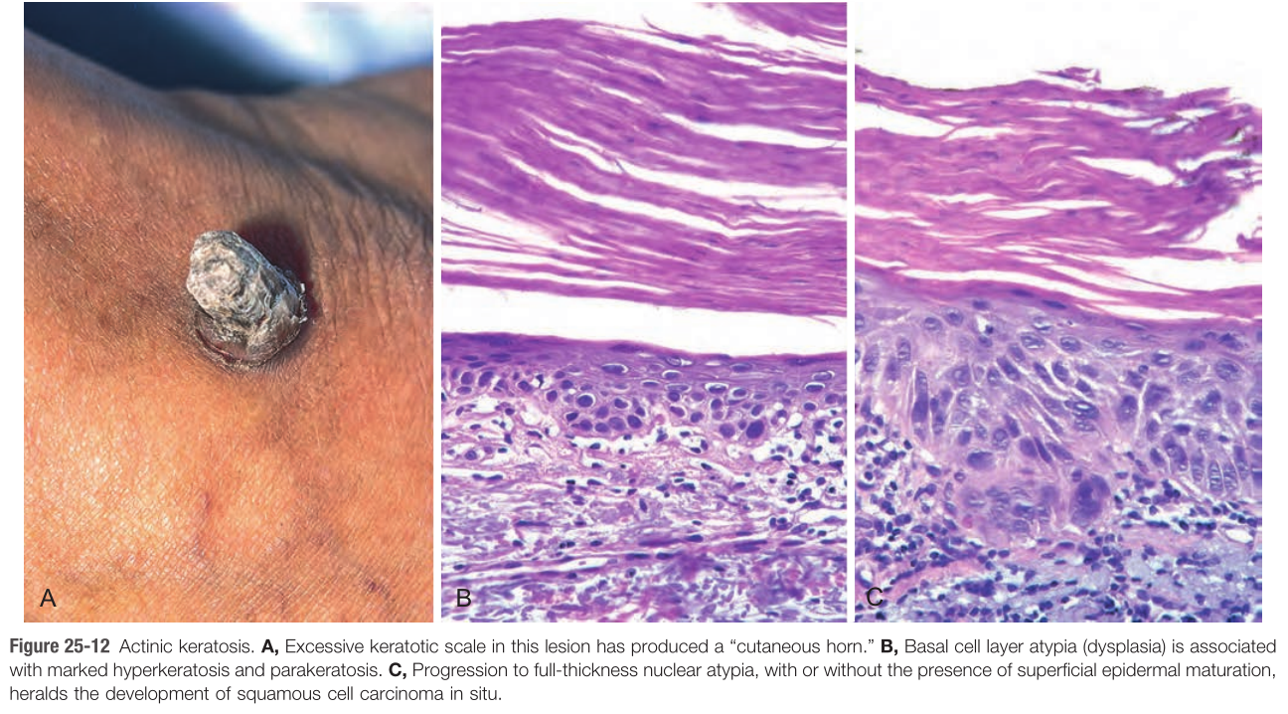 A
B
C
Figure 25-12 Actinic keratosis. A, Excessive keratotic scale in this lesion has produced a “cutaneous horn.” B, Basal cell layer atypia (dysplasia) is associated
with marked hyperkeratosis and parakeratosis. C, Progression to full-thickness nuclear atypia, with or without the presence of superficial epidermal maturation,
heralds the development of squamous cell carcinoma in situ.